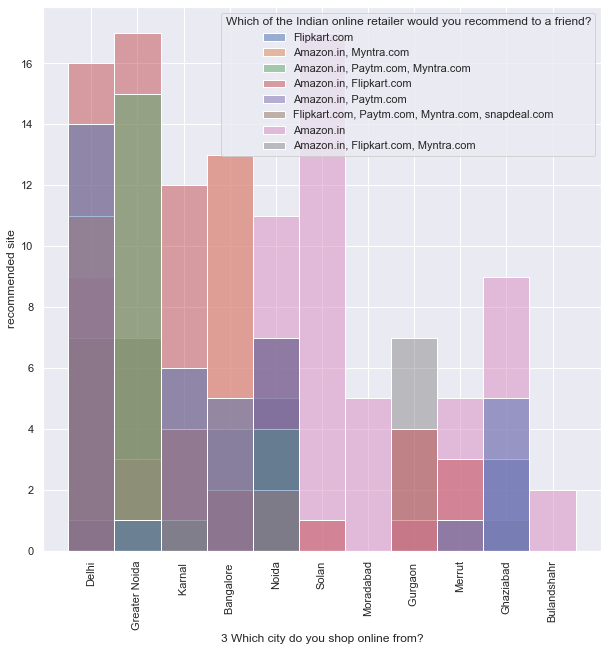 Which of the Indian online retailer would you recommend to a friend?
Flipkart.com
Amazon.in, Myntra.com
Amazon.in, Paytm.com, Myntra.com
Amazon.in, Flipkart.com
Amazon.in, Paytm.com
Flipkart.com, Paytm.com, Myntra.com, snapdeal.com
Amazon.in
Amazon.in, Flipkart.com, Myntra.com
16
14
12
10
8
6
4
2
0
recommended site
Delhi
Greater Noida
Karnal
Bangalore
Noida
Solan
Moradabad
Gurgaon
Merrut
Ghaziabad
Bulandshahr
3 Which city do you shop online from?